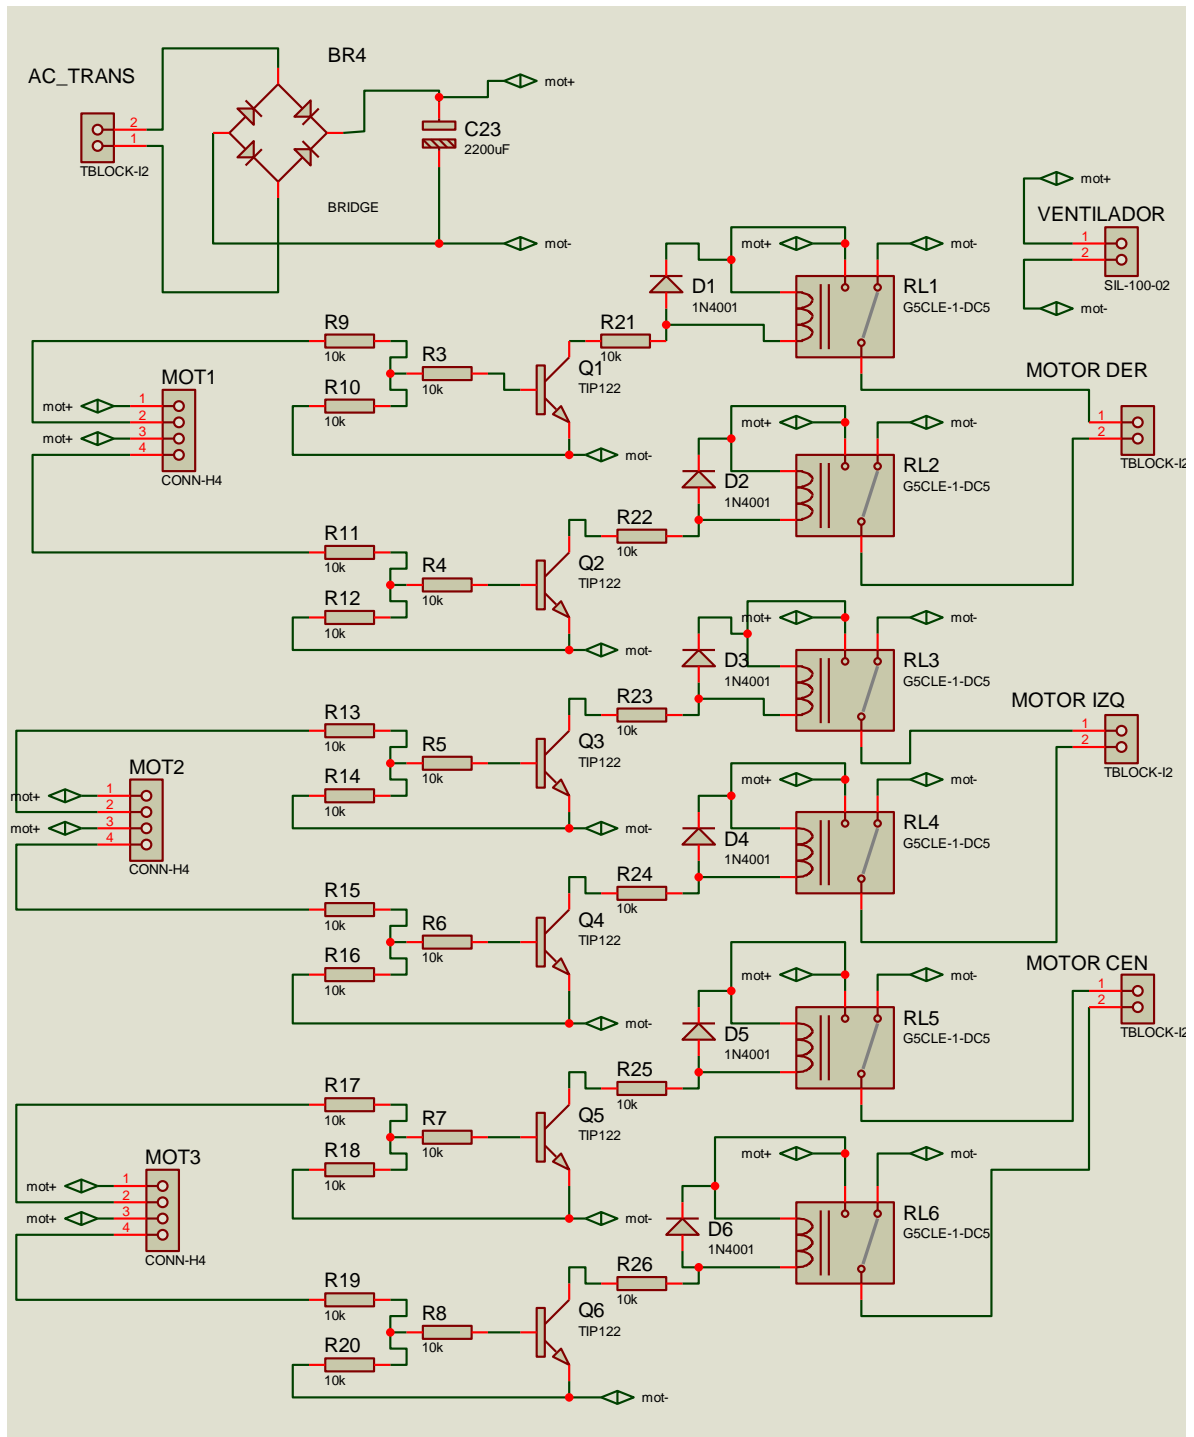 AC_TRANS
2
1
TBLOCK-I2
BR4
BRIDGE
C23
2200uF
mot+
mot-
mot+
VENTILADOR
1
2
SIL-100-02
mot-
R9
10k
R10
10k
R3
10k
Q1
TIP122
mot-
R21
10k
D1
1N4001
mot+
mot-
RL1
G5CLE-1-DC5
MOT1
mot+
mot+
1
2
3
4
CONN-H4
MOTOR DER
1
2
TBLOCK-I2
R11
10k
R12
10k
R4
10k
Q2
TIP122
mot-
R22
10k
D2
1N4001
mot+
mot-
RL2
G5CLE-1-DC5
R13
10k
R14
10k
R5
10k
Q3
TIP122
mot-
R23
10k
D3
1N4001
mot+
mot-
RL3
G5CLE-1-DC5
MOT2
mot+
mot+
1
2
3
4
CONN-H4
MOTOR IZQ
1
2
TBLOCK-I2
R15
10k
R16
10k
R6
10k
Q4
TIP122
mot-
R24
10k
D4
1N4001
mot+
mot-
RL4
G5CLE-1-DC5
R17
10k
R18
10k
R7
10k
Q5
TIP122
mot-
R25
10k
D5
1N4001
mot+
mot-
RL5
G5CLE-1-DC5
MOTOR CEN
1
2
TBLOCK-I2
MOT3
mot+
mot+
1
2
3
4
CONN-H4
R19
10k
R20
10k
R8
10k
Q6
TIP122
mot-
R26
10k
D6
1N4001
mot+
mot-
RL6
G5CLE-1-DC5